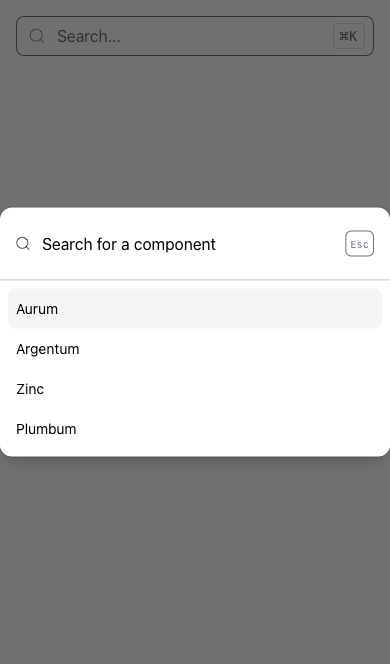 Search...
⌘K
Search for a component
Esc
Aurum
Argentum
Zinc
Plumbum